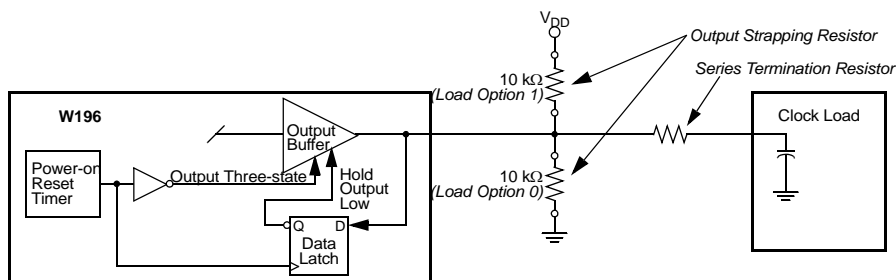 VDD
Output Strapping Resistor
Series Termination Resistor
10 kΩ
(Load Option 1)
W196
Output
Buffer
Clock Load
Power-on
Reset
Timer
Output Three-state
Hold
Output
Low
10 kΩ
(Load Option 0)
Q
D
Data
Latch